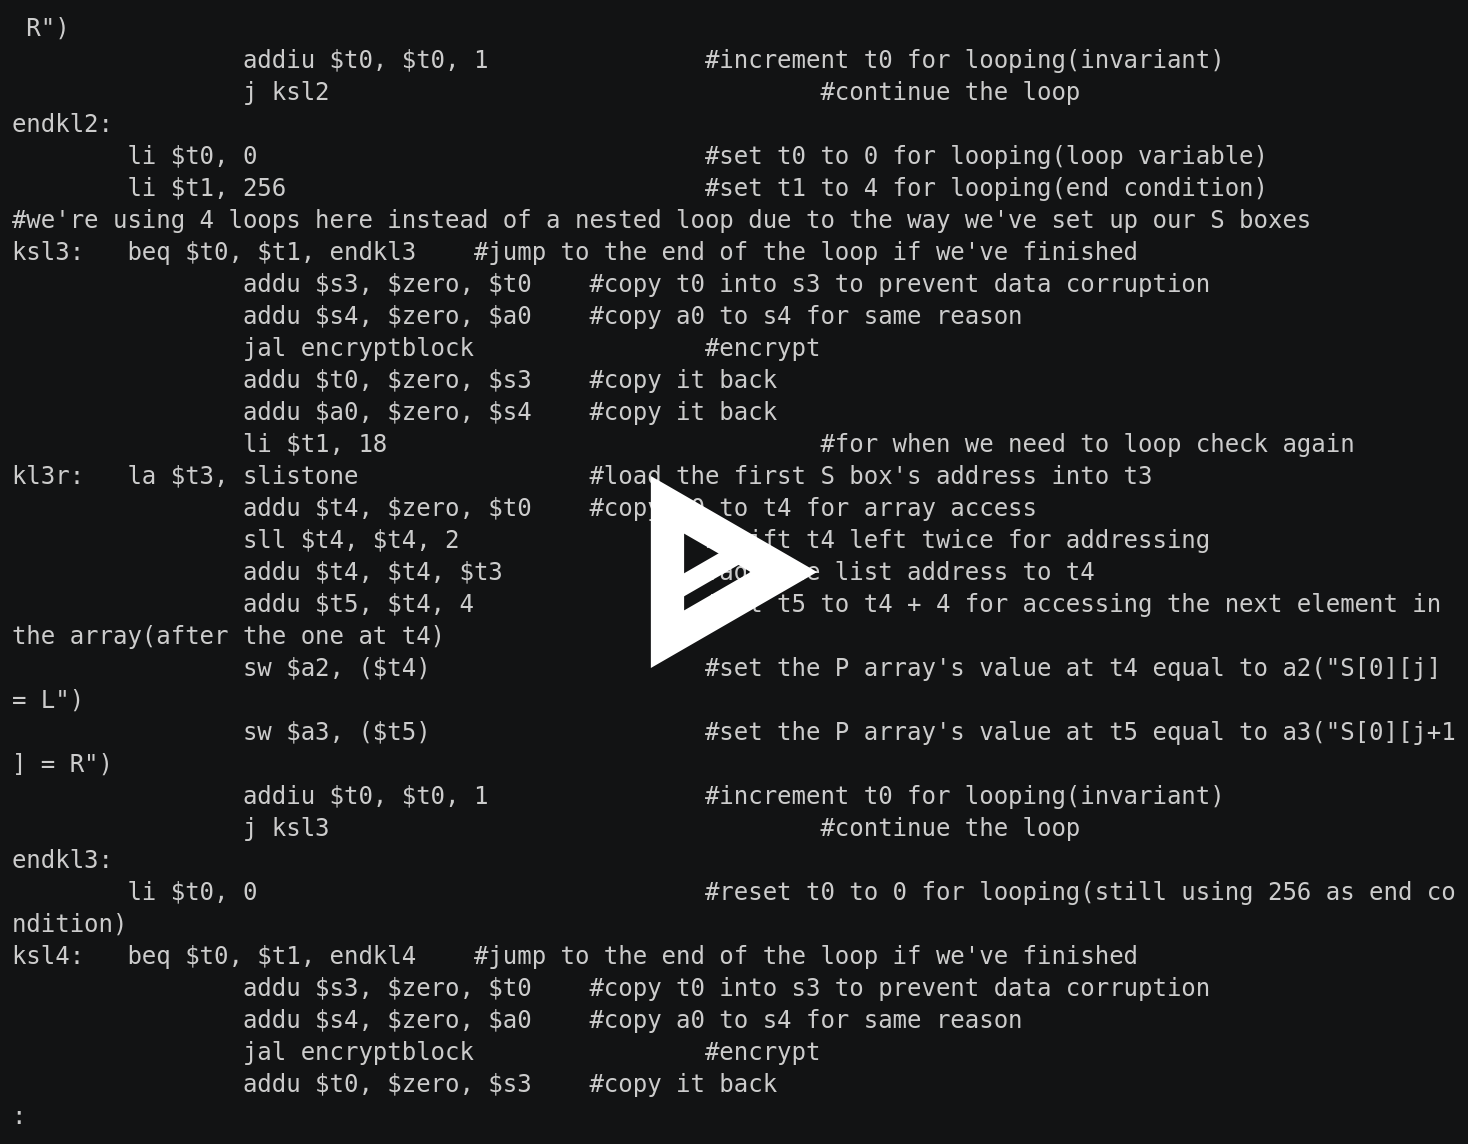 R")
                addiu $t0, $t0, 1               #increment t0 for looping(invariant)
                j ksl2                                  #continue the loop
endkl2:
        li $t0, 0                               #set t0 to 0 for looping(loop variable)
        li $t1, 256                             #set t1 to 4 for looping(end condition)
#we're using 4 loops here instead of a nested loop due to the way we've set up our S boxes
ksl3:   beq $t0, $t1, endkl3    #jump to the end of the loop if we've finished
                addu $s3, $zero, $t0    #copy t0 into s3 to prevent data corruption
                addu $s4, $zero, $a0    #copy a0 to s4 for same reason
                jal encryptblock                #encrypt
                addu $t0, $zero, $s3    #copy it back
                addu $a0, $zero, $s4    #copy it back
                li $t1, 18                              #for when we need to loop check again
kl3r:   la $t3, slistone                #load the first S box's address into t3
                addu $t4, $zero, $t0    #copy to t4 for array access
                sll $t4, $t4, 2                 t4 left twice for addressing
                addu $t4, $t4, $t3              list address to t4
                addu $t5, $t4, 4                t5 to t4 + 4 for accessing the next element in
the array(after the one at t4)
                sw $a2, ($t4)                   #set the P array's value at t4 equal to a2("S[0][j]
= L")
                sw $a3, ($t5)                   #set the P array's value at t5 equal to a3("S[0][j+1
] = R")
                addiu $t0, $t0, 1               #increment t0 for looping(invariant)
                j ksl3                                  #continue the loop
endkl3:
        li $t0, 0                               #reset t0 to 0 for looping(still using 256 as end co
ndition)
ksl4:   beq $t0, $t1, endkl4    #jump to the end of the loop if we've finished
                addu $s3, $zero, $t0    #copy t0 into s3 to prevent data corruption
                addu $s4, $zero, $a0    #copy a0 to s4 for same reason
                jal encryptblock                #encrypt
                addu $t0, $zero, $s3    #copy it back
: